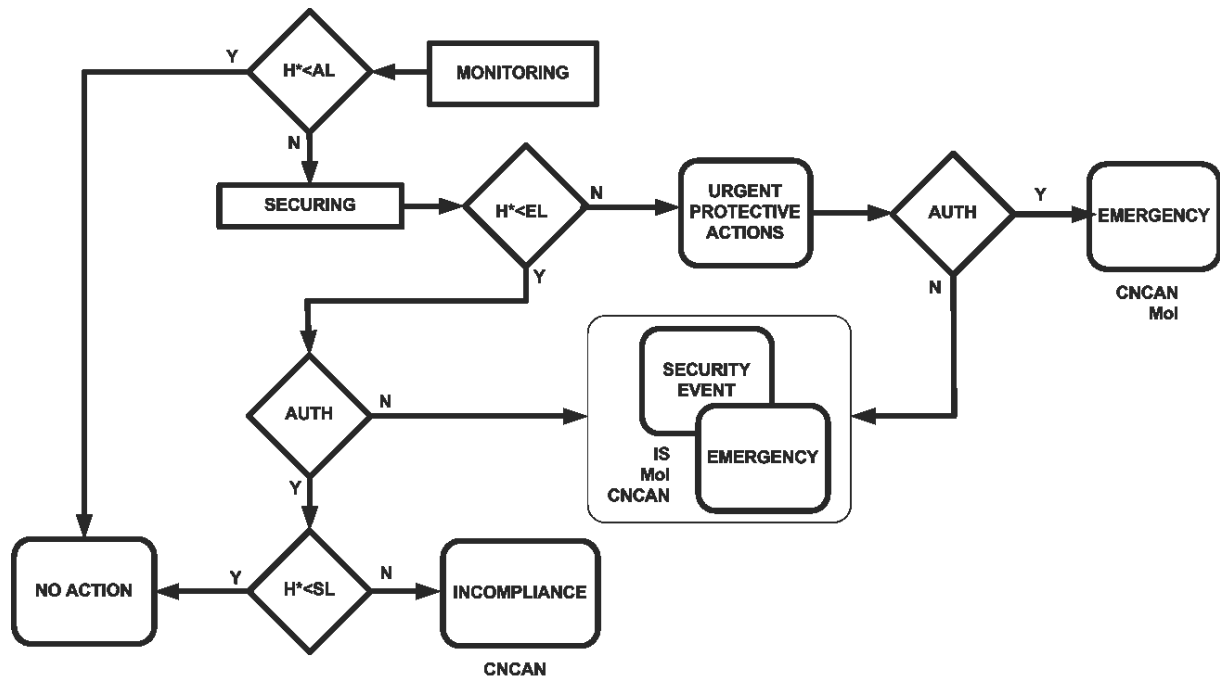 Y
H*<AL
MONITORING
N
SECURING
H*<EL
N
URGENT
PROTECTIVE
ACTIONS
AUTH
Y
EMERGENCY
Y
N
CNCAN
MoI
SECURITY
EVENT
AUTH
N
IS
MoI
CNCAN
EMERGENCY
Y
NO ACTION
Y
H*<SL
N
INCOMPLIANCE
CNCAN